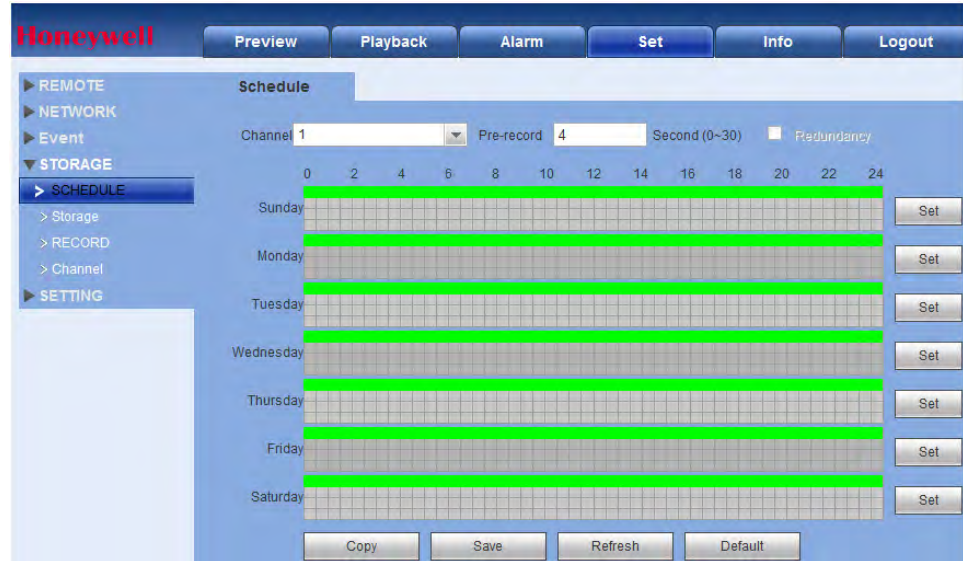 Honeywell
Preview Playback Alarm Set Info Logout
REMOTE
NETWORK
Event
STORAGE
> SCHEDULE
> Storage
> RECORD
> Channel
SETTING
Schedule
Channel 1 Pre-record 4 Second (0~30) Redundancy
0 2 4 6 8 10 12 14 16 18 20 22 24
Sunday Set
Monday Set
Tuesday Set
Wednesday Set
Thursday Set
Friday Set
Saturday Set
Copy Save Refresh Default